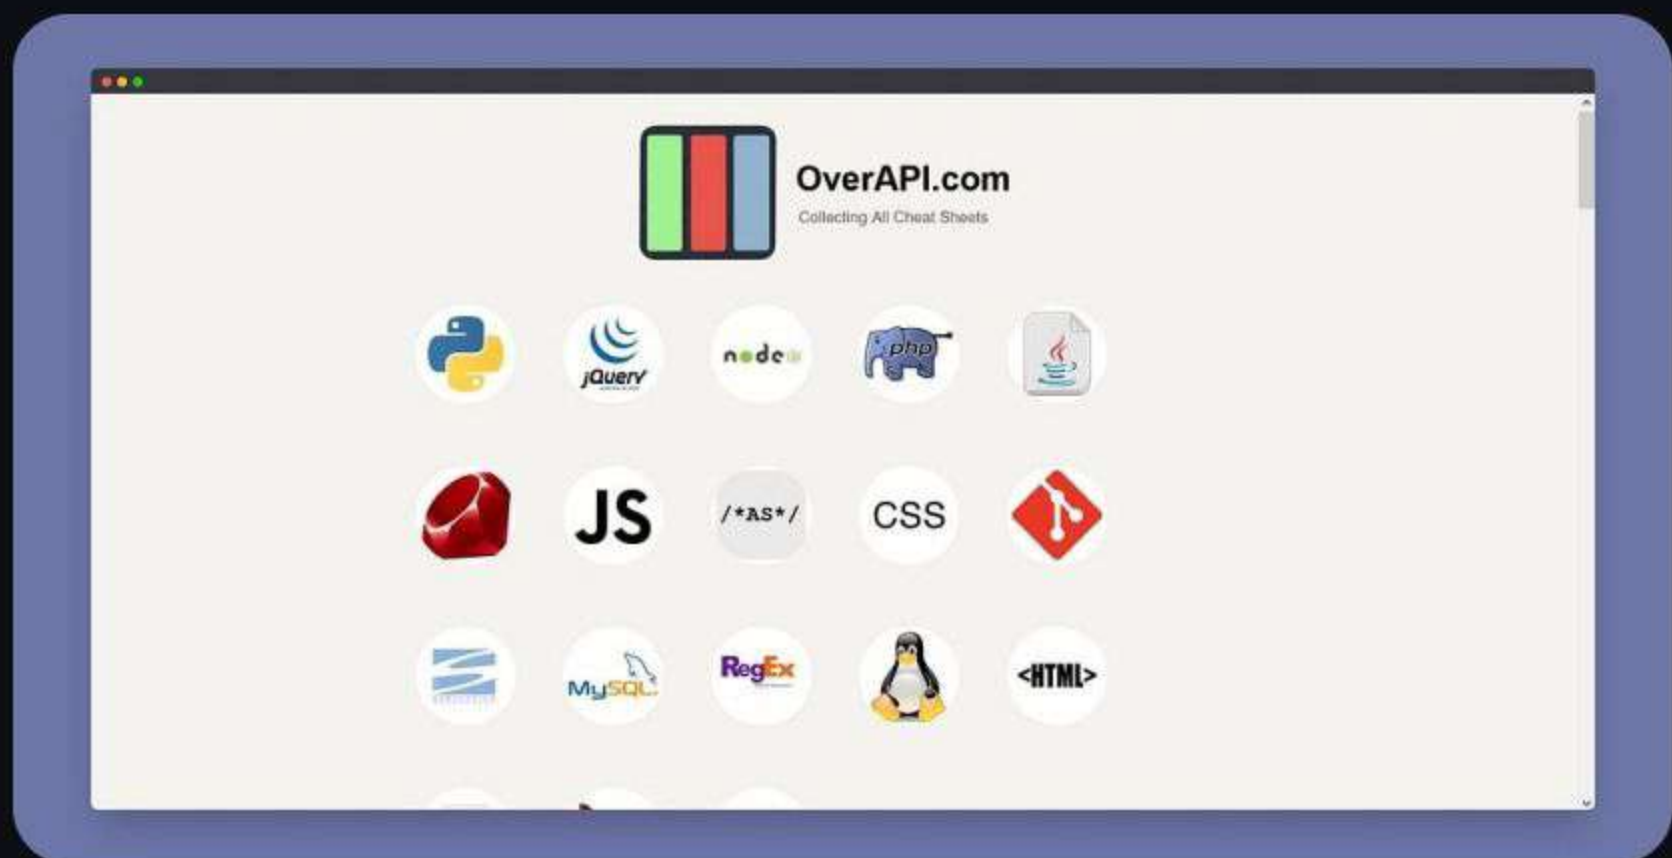 OverAPI.com
Collecting All Cheat Sheets
jQuery
node
php
JS
/*AS*/
CSS
MySQL
RegEx
<HTML>